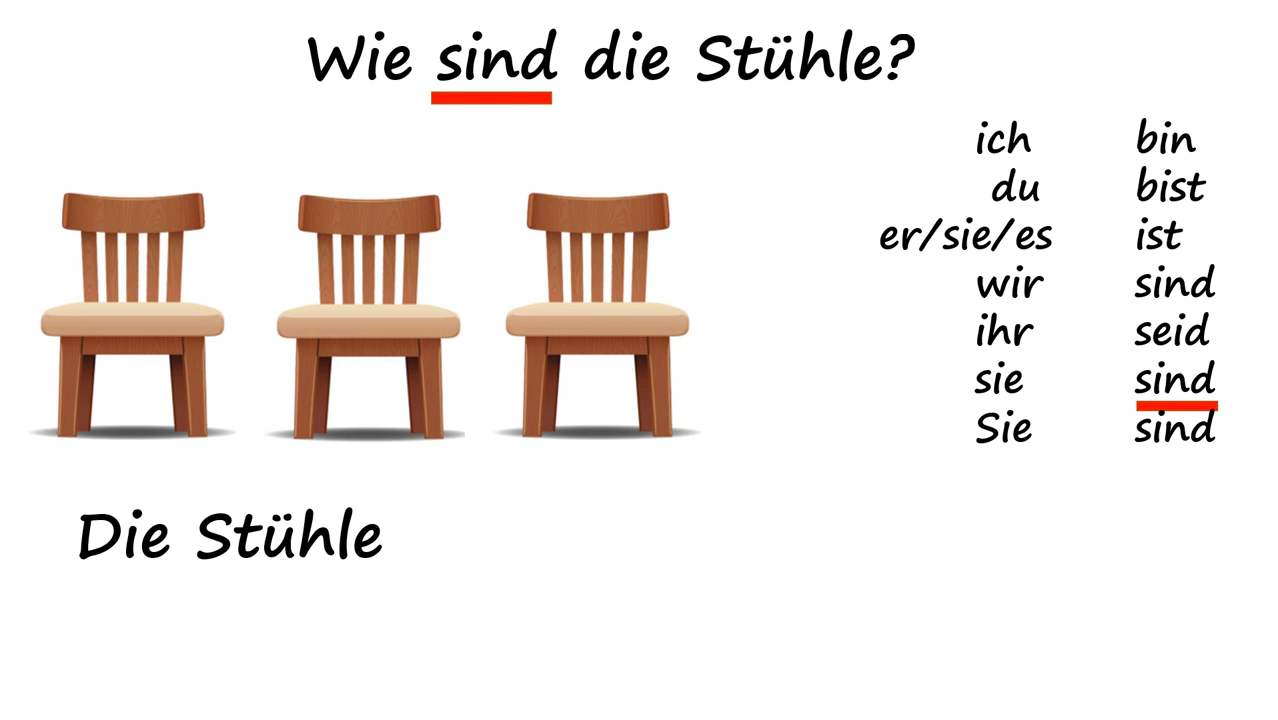 Wie sind die Stühle?
ich bin
du bist
er/sie/es ist
wir sind
ihr seid
sie sind
Sie sind
Die Stühle